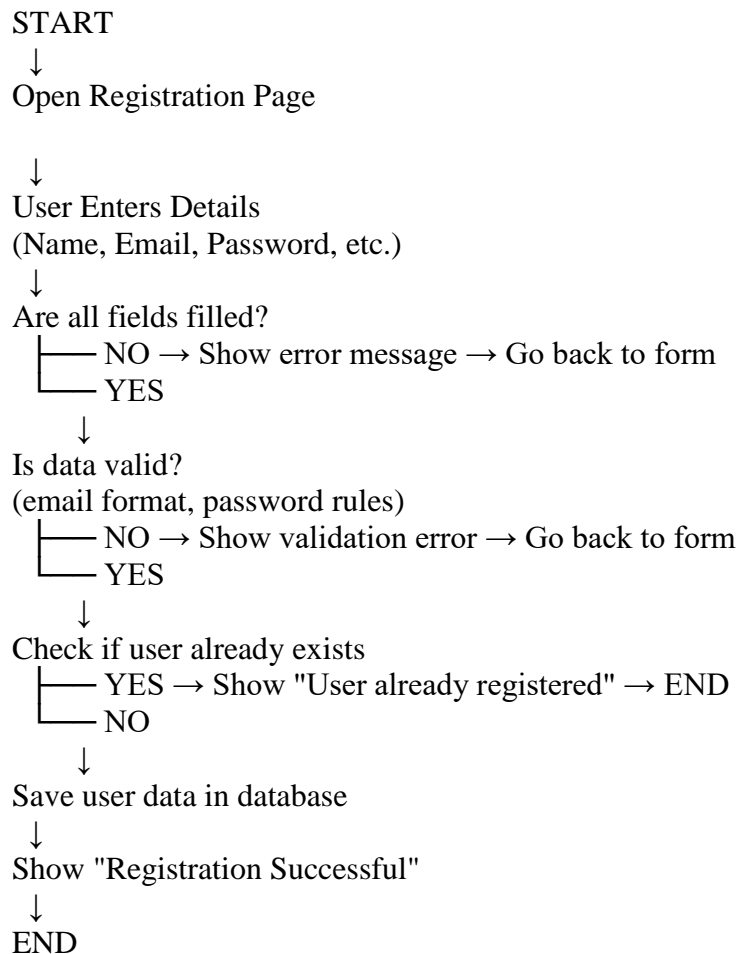 START
↓
Open Registration Page
↓
User Enters Details
(Name, Email, Password, etc.)
↓
Are all fields filled?
├── NO → Show error message → Go back to form
└── YES
↓
Is data valid?
(email format, password rules)
├── NO → Show validation error → Go back to form
└── YES
↓
Check if user already exists
├── YES → Show "User already registered" → END
└── NO
↓
Save user data in database
↓
Show "Registration Successful"
↓
END